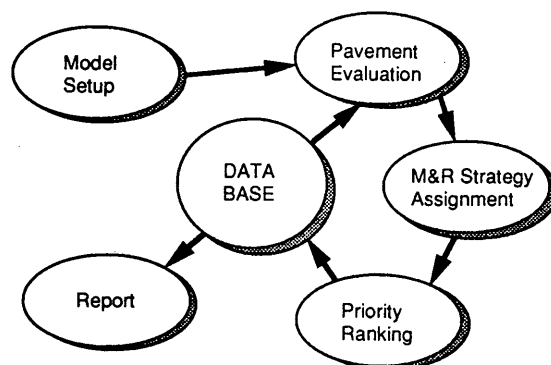 Model
Setup
Pavement
Evaluation
DATA
BASE
M&R Strategy
Assignment
Report
Priority
Ranking